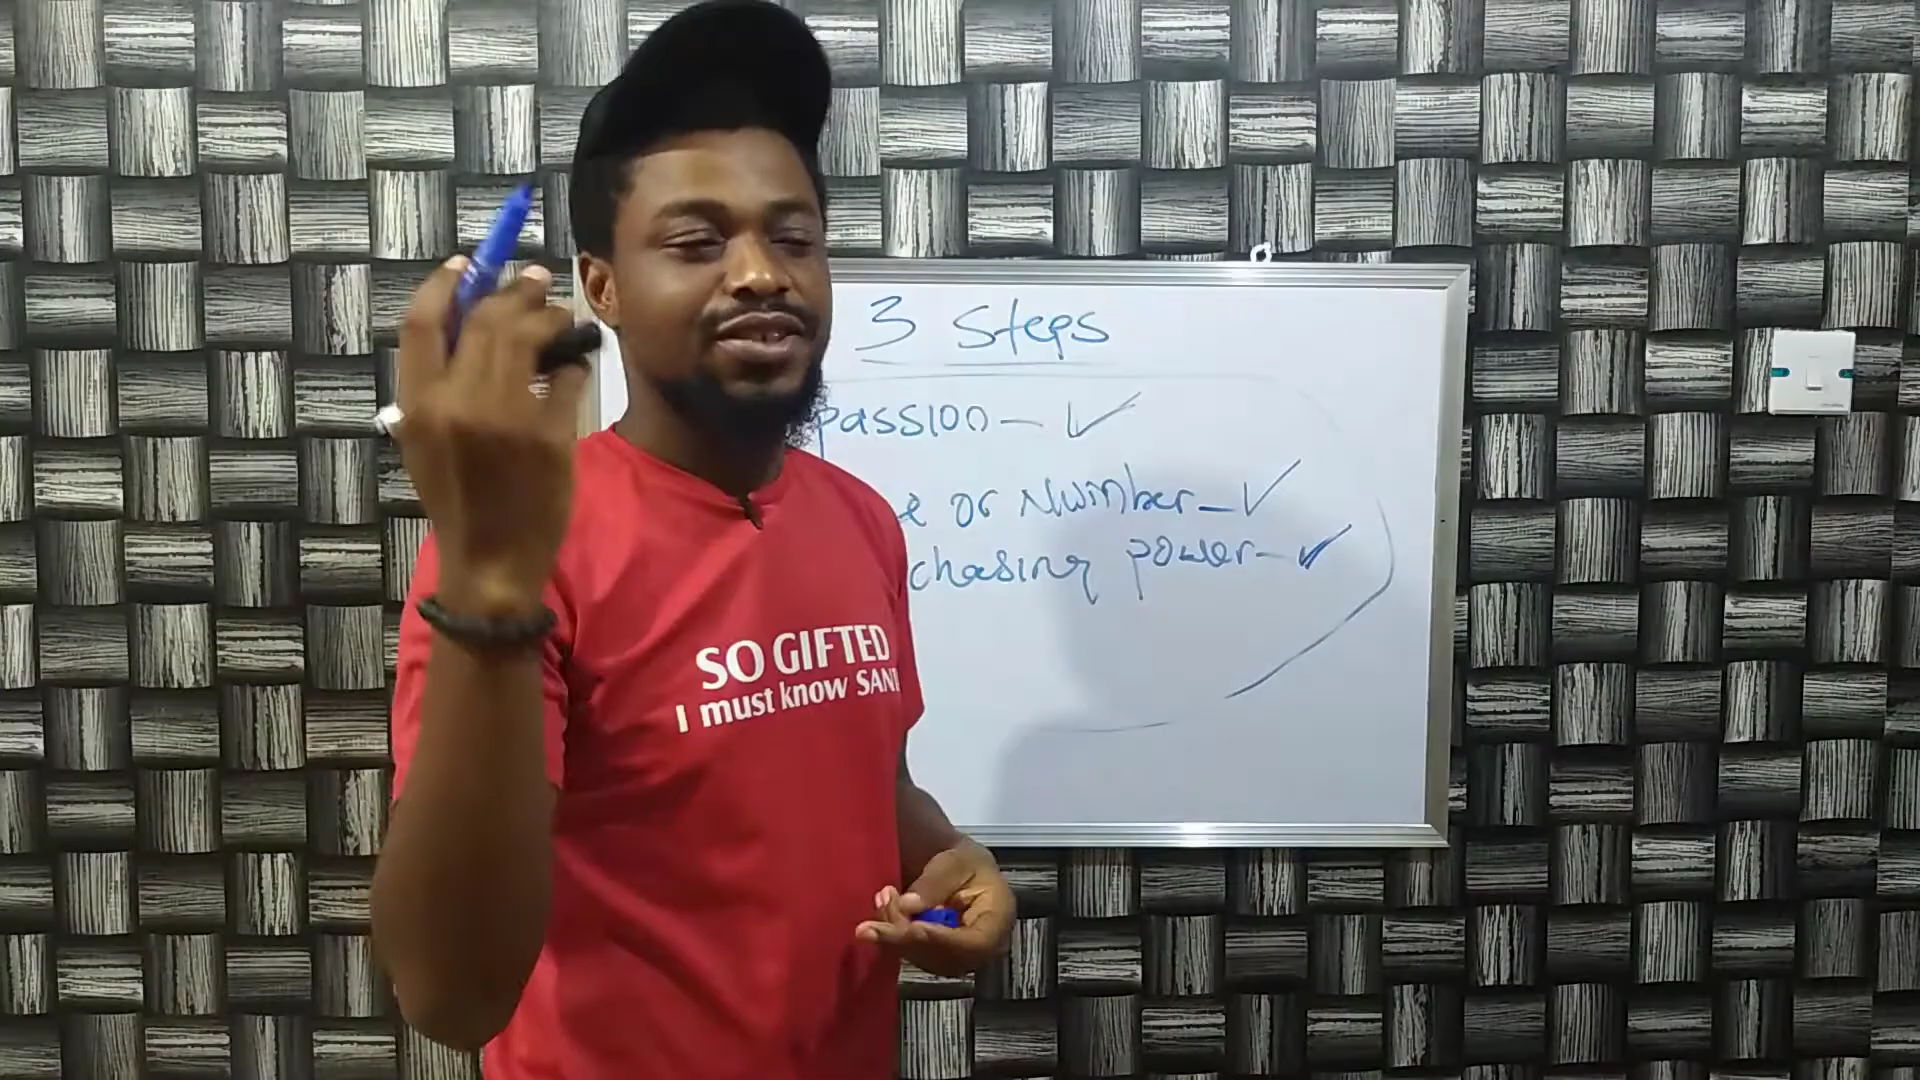 3 Steps
passion - ✓
e or Number - ✓
chasing power - ✓
SO GIFTED
I must know SAN